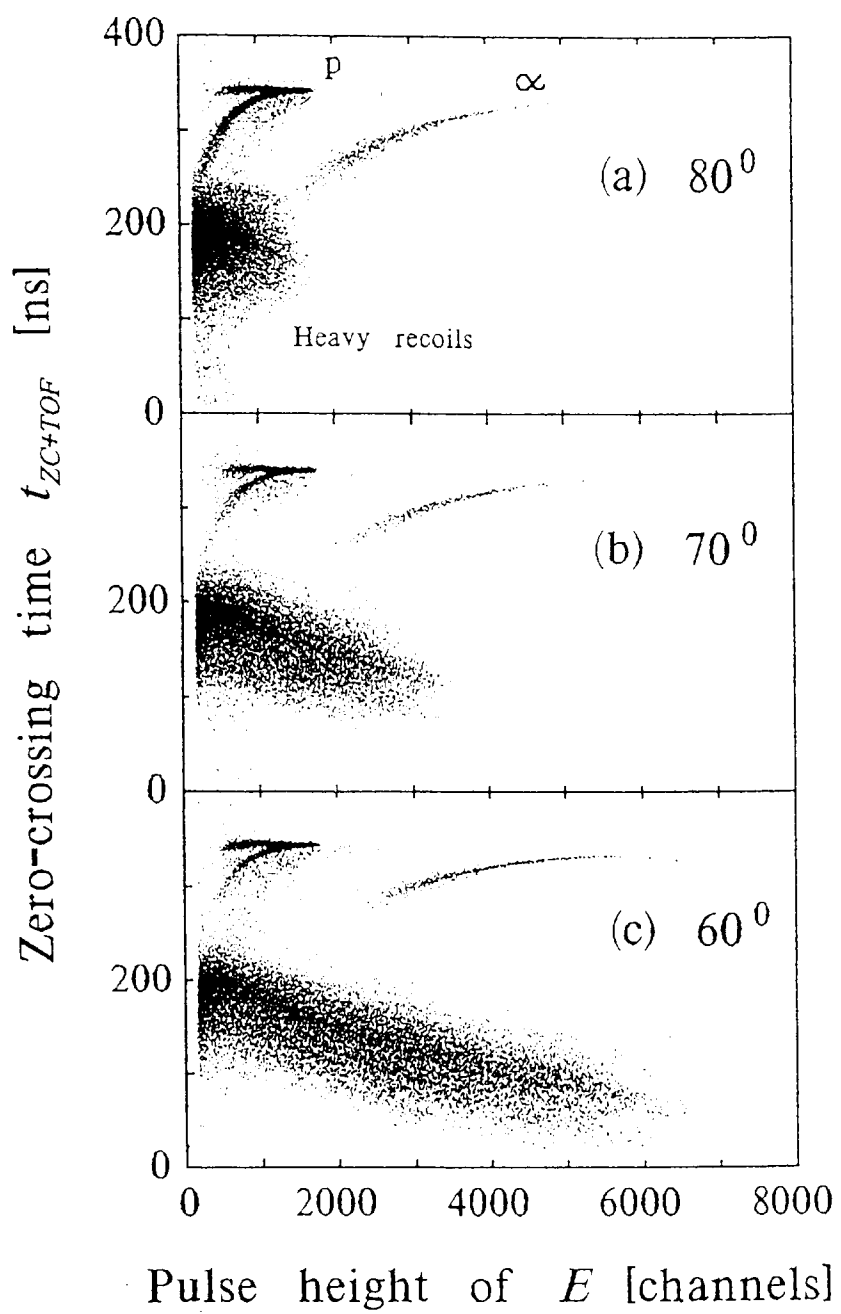 400
p
∝
(a) 80⁰
200
Heavy recoils
0
(b) 70⁰
200
0
(c) 60⁰
200
0
0 2000 4000 6000 8000
Zero-crossing time t_ZC+TOF [ns]
Pulse height of E [channels]